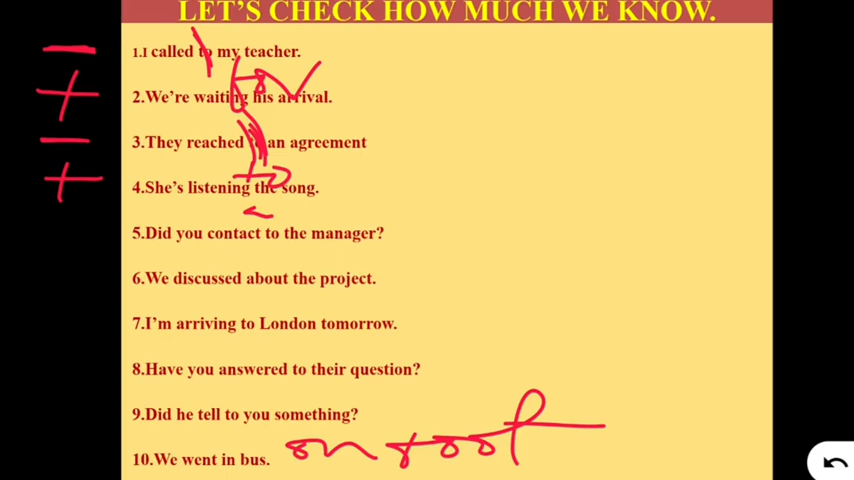 LET'S CHECK HOW MUCH WE KNOW.
1.I called to my teacher.
for
2.We're waiting his arrival.
3.They reached to an agreement
to
4.She's listening the song.
5.Did you contact to the manager?
6.We discussed about the project.
7.I'm arriving to London tomorrow.
8.Have you answered to their question?
9.Did he tell to you something?
10.We went in bus. on roof